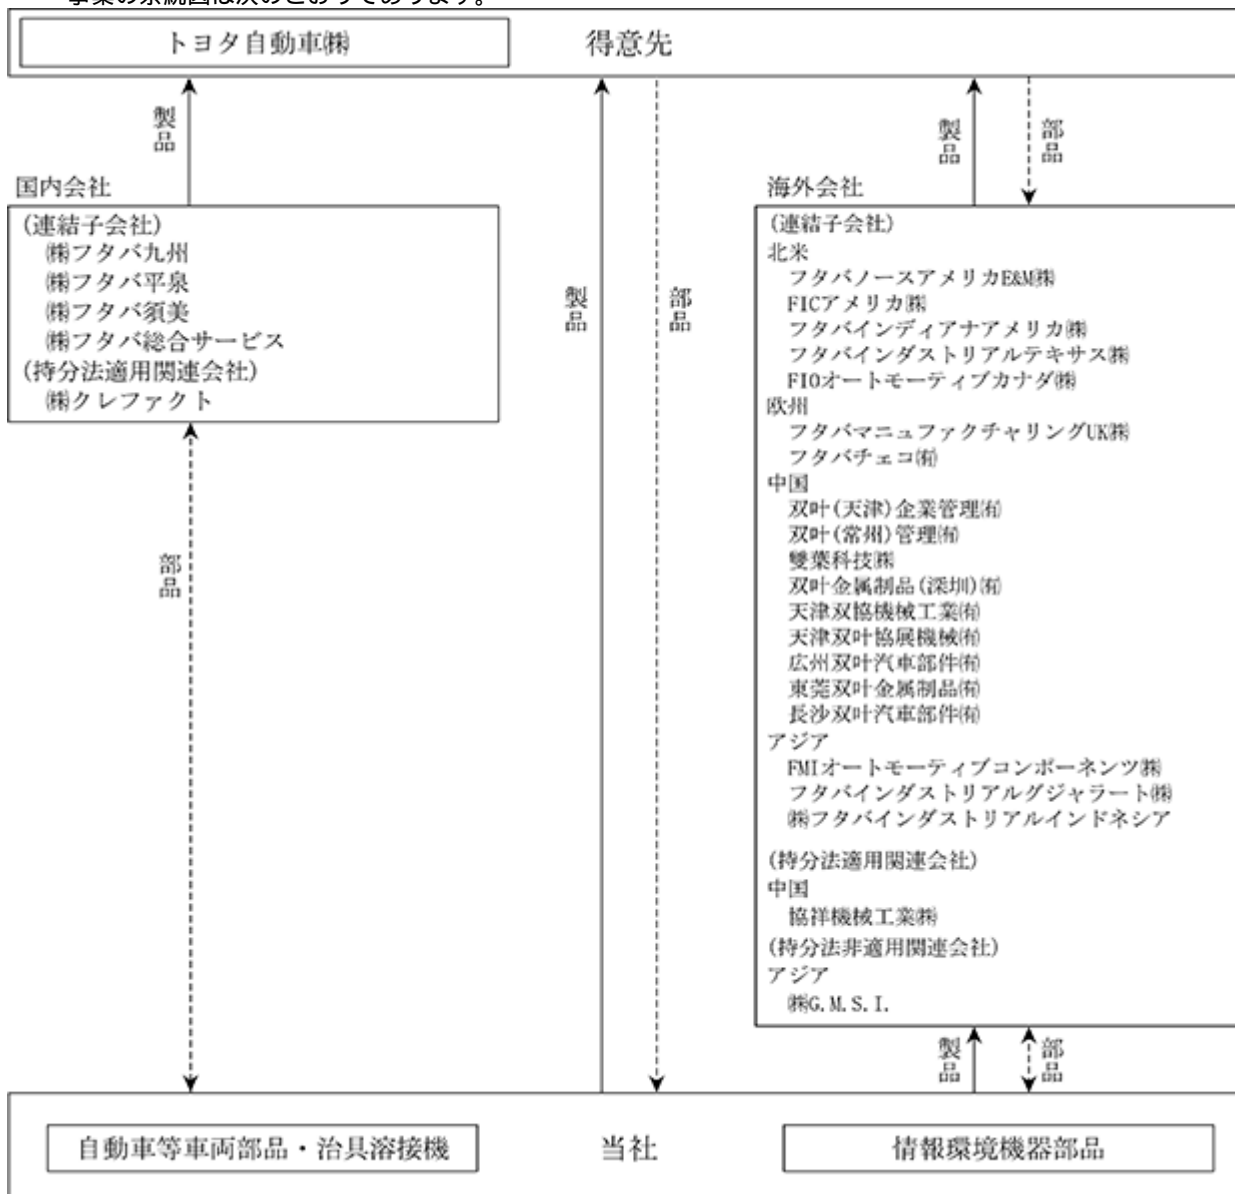 事業の系統図は次のとおりであります。
トヨタ自動車㈱
得意先
製品
製品
部品
製品
部品
国内会社
(連結子会社)
㈱フタバ九州
㈱フタバ平泉
㈱フタバ須美
㈱フタバ総合サービス
(持分法適用関連会社)
㈱クレファクト
部品
海外会社
(連結子会社)
北米
フタバノースアメリカE&M㈱
FICアメリカ㈱
フタバインディアナアメリカ㈱
フタバインダストリアルテキサス㈱
FIOオートモーティブカナダ㈱
欧州
フタバマニュファクチャリングUK㈱
フタバチェコ㈲
中国
双叶(天津)企業管理㈲
双叶(常州)管理㈲
雙葉科技㈱
双叶金属制品(深圳)㈲
天津双協機械工業㈲
天津双叶協展機械㈲
広州双叶汽車部件㈲
東莞双叶金属制品㈲
長沙双叶汽車部件㈲
アジア
FMIオートモーティブコンポーネンツ㈱
フタバインダストリアルグジャラート㈱
㈱フタバインダストリアルインドネシア
(持分法適用関連会社)
中国
協祥機械工業㈱
(持分法非適用関連会社)
アジア
㈱G.M.S.I.
製品
部品
自動車等車両部品・治具溶接機
当社
情報環境機器部品